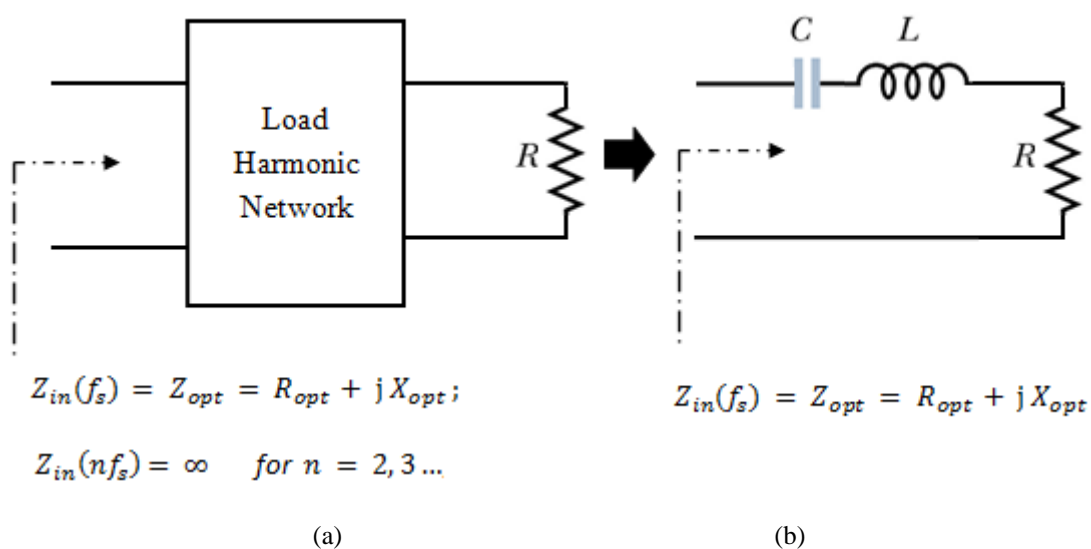 C L
Load
Harmonic
Network
R
R
Z_in(f_s) = Z_opt = R_opt + j X_opt;
Z_in(f_s) = Z_opt = R_opt + j X_opt
Z_in(nf_s) = ∞ for n = 2, 3 ...
(a) (b)